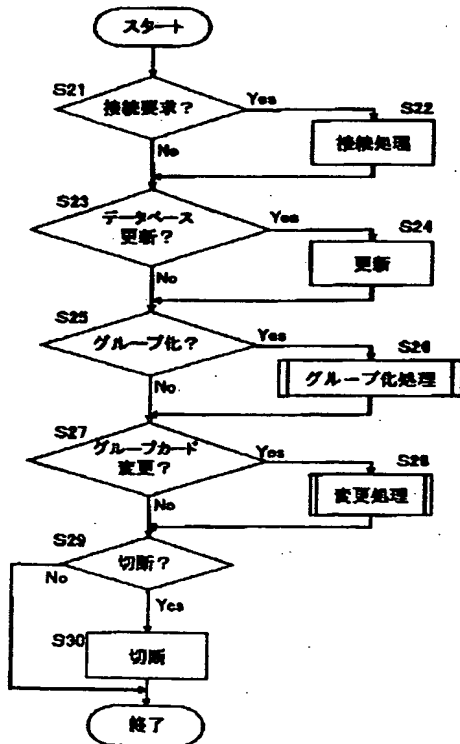 スタート
S21
接続要求？
Yes
S22
接続処理
No
S23
データベース
更新？
Yes
S24
更新
No
S25
グループ化？
Yes
S26
グループ化処理
No
S27
グループカード
変更？
Yes
S28
変更処理
No
S29
切断？
No
Yes
S30
切断
終了